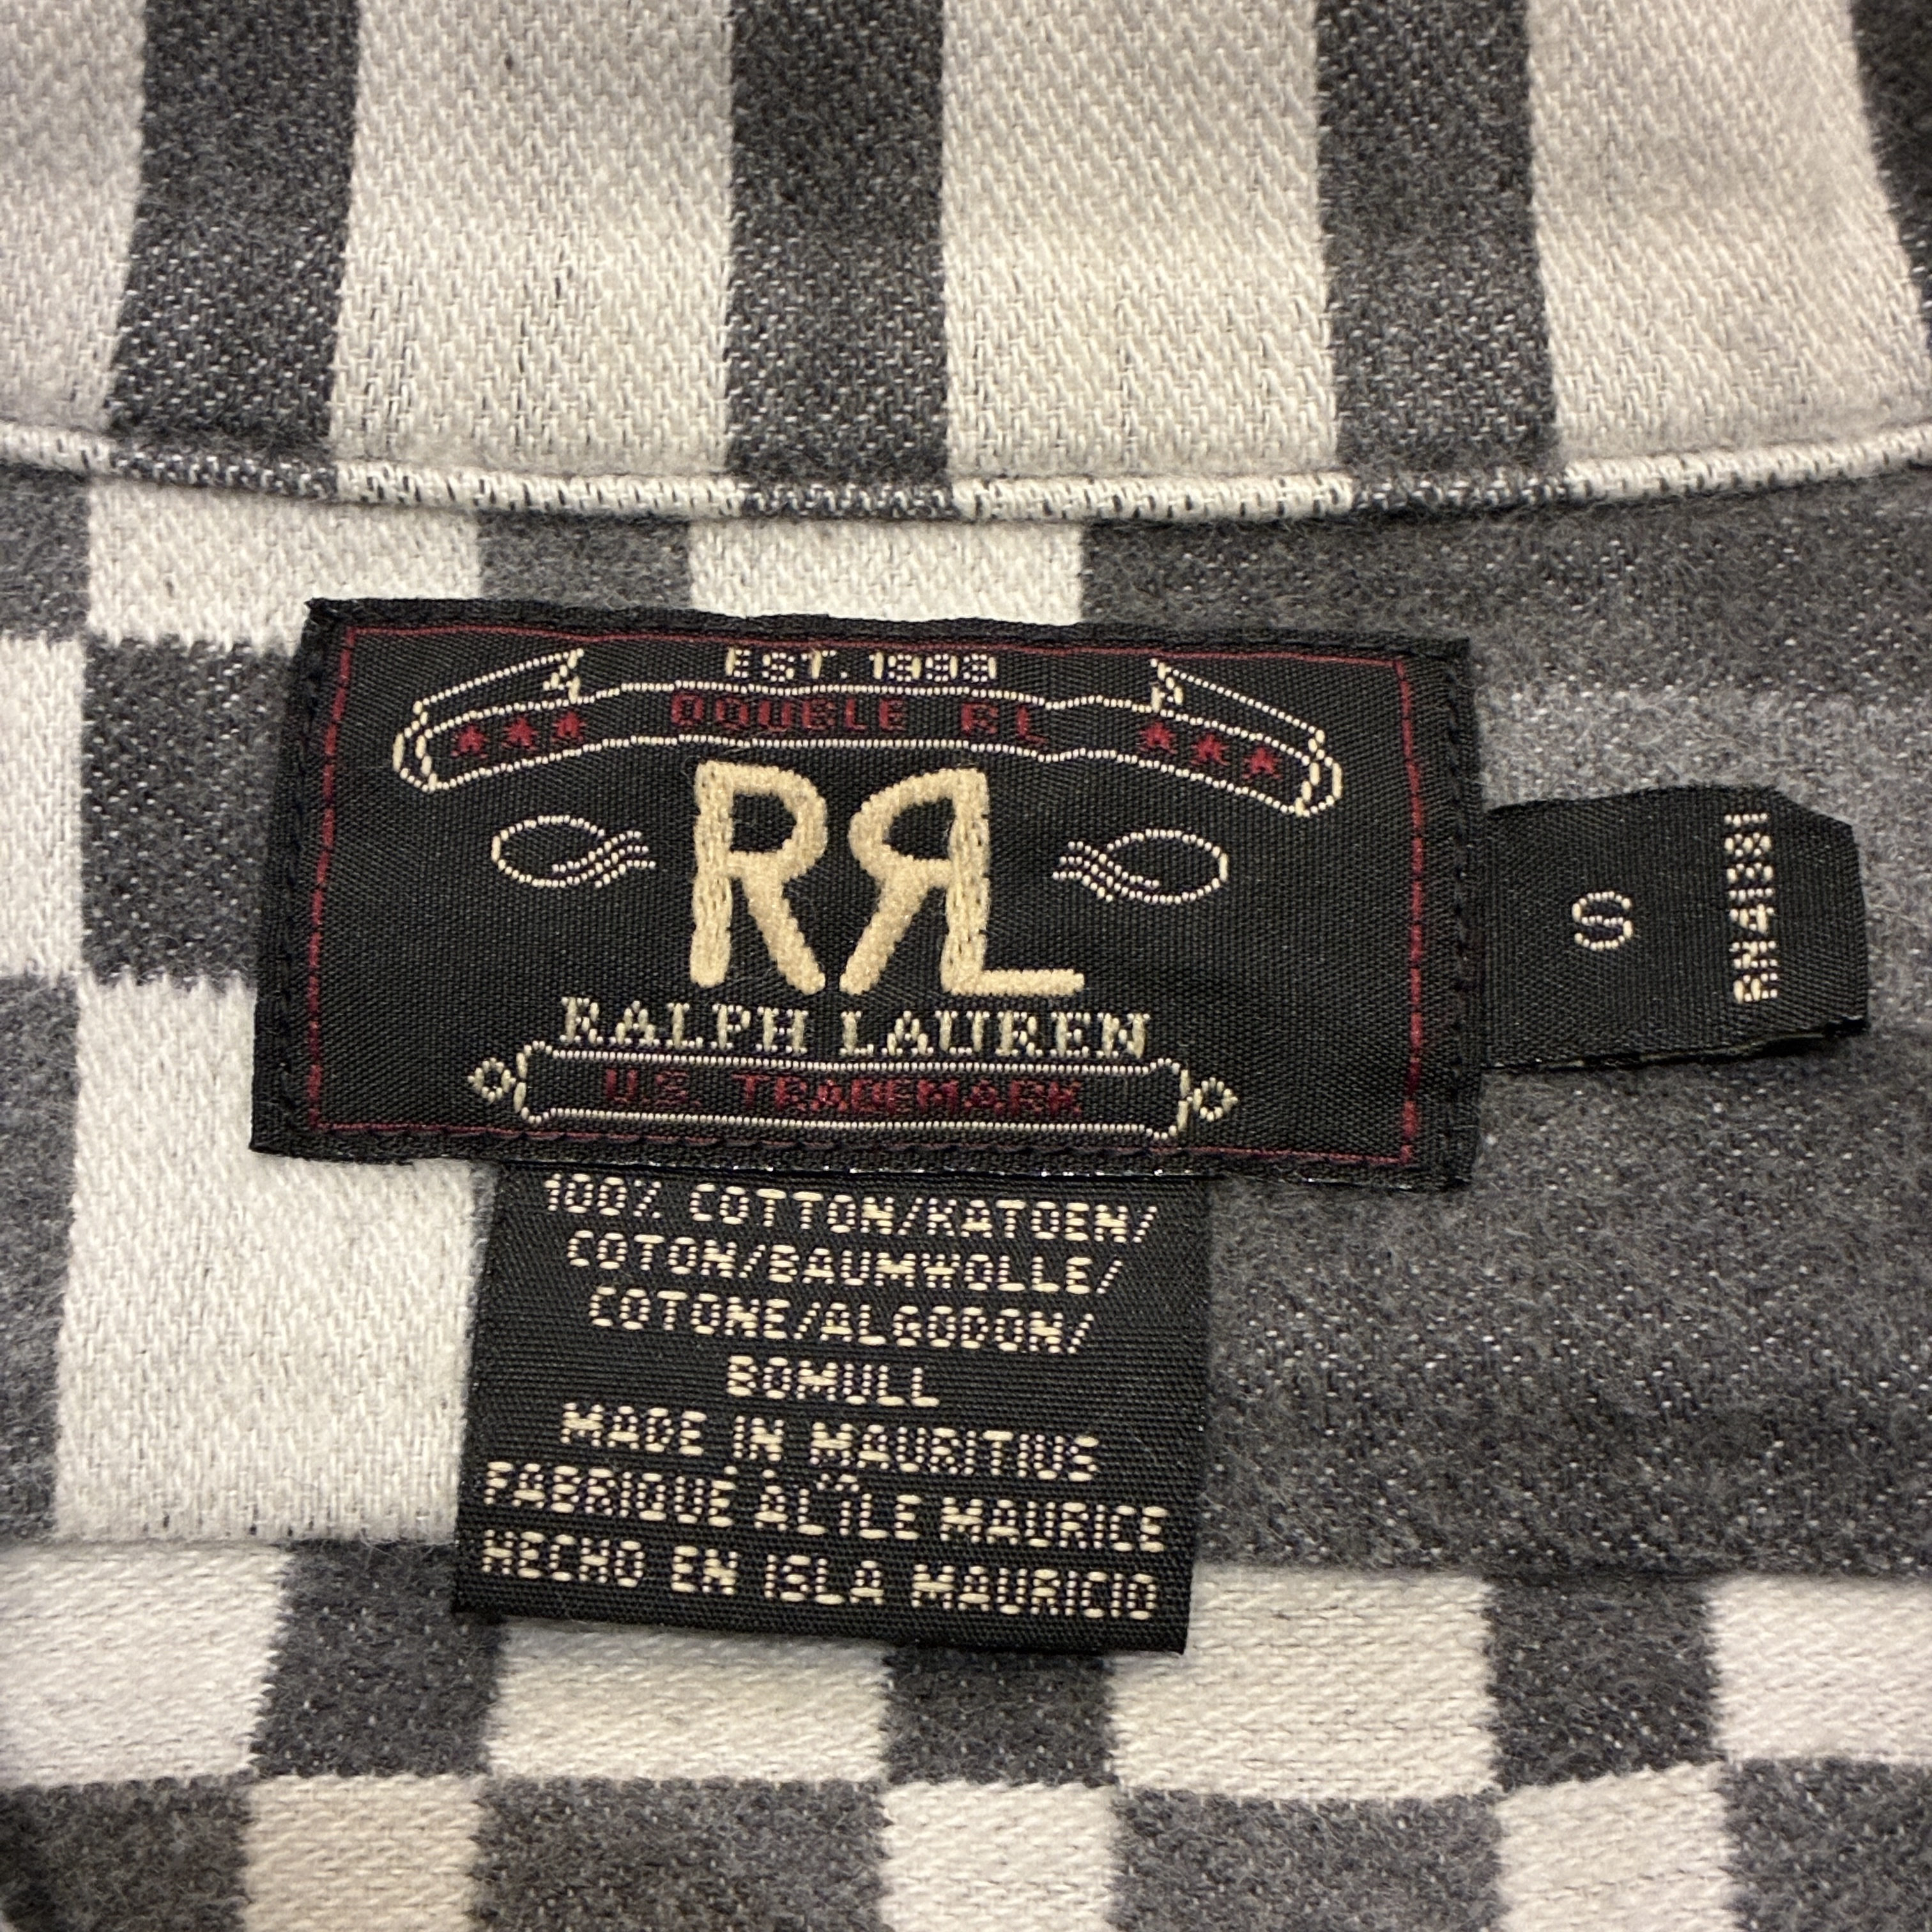 EST. 1993
DOUBLE RL
RRL
RALPH LAUREN
U.S. TRADEMARK
S
RN41381
100% COTTON/KATOEN/
COTON/BAUMWOLLE/
COTONE/ALGODON/
BOMULL
MADE IN MAURITIUS
FABRIQUÉ À L'ÎLE MAURICE
HECHO EN ISLA MAURICIO